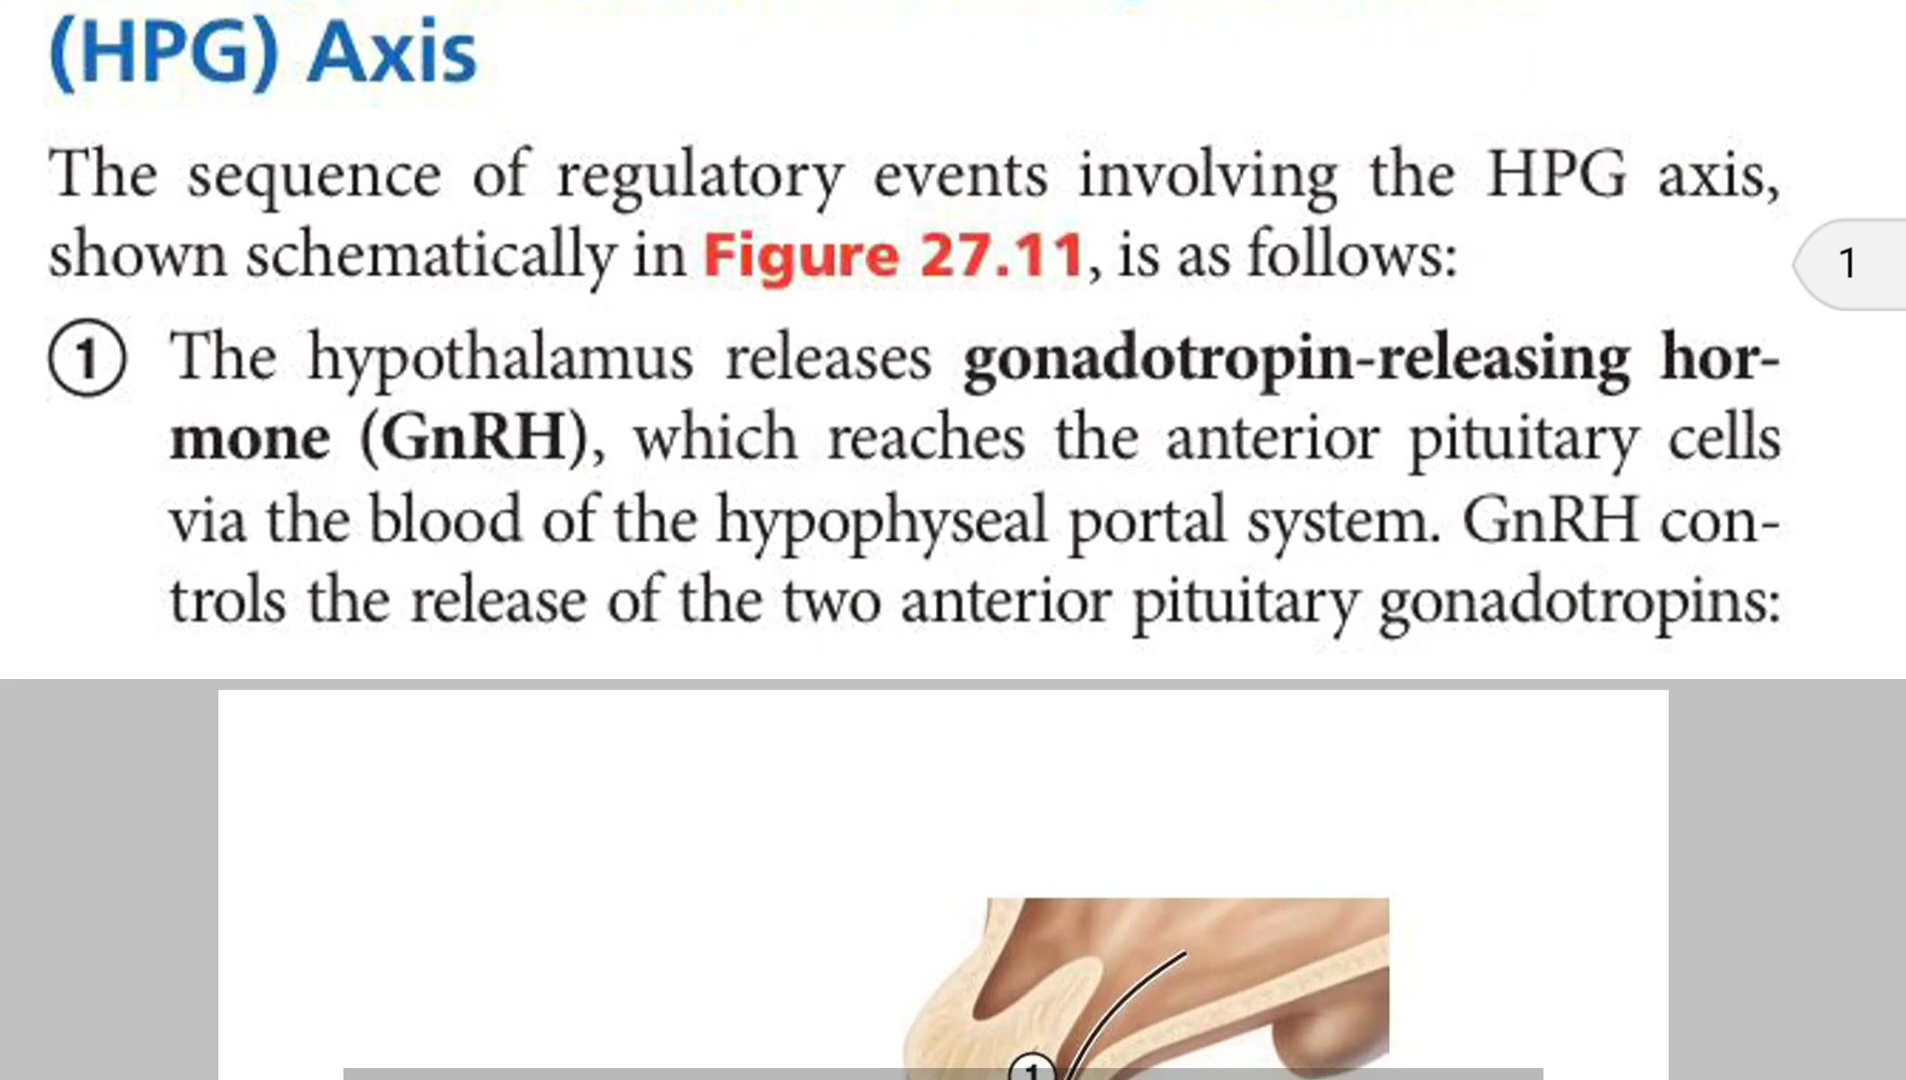 (HPG) Axis
The sequence of regulatory events involving the HPG axis,
shown schematically in Figure 27.11, is as follows:
1
① The hypothalamus releases gonadotropin-releasing hor-
mone (GnRH), which reaches the anterior pituitary cells
via the blood of the hypophyseal portal system. GnRH con-
trols the release of the two anterior pituitary gonadotropins:
①